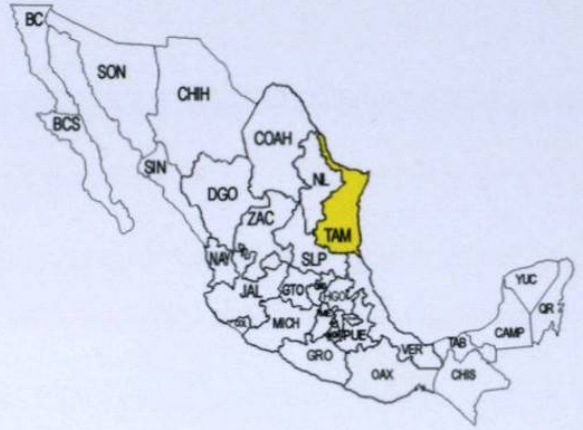 BC
SON
CHIH
BCS
COAH
SIN
NL
DGO
ZAC
TAM
NAY
SLP
JAL
GTO
HGO
MICH
PUE
VER
GRO
OAX
TAB
CHIS
CAMP
YUC
QR